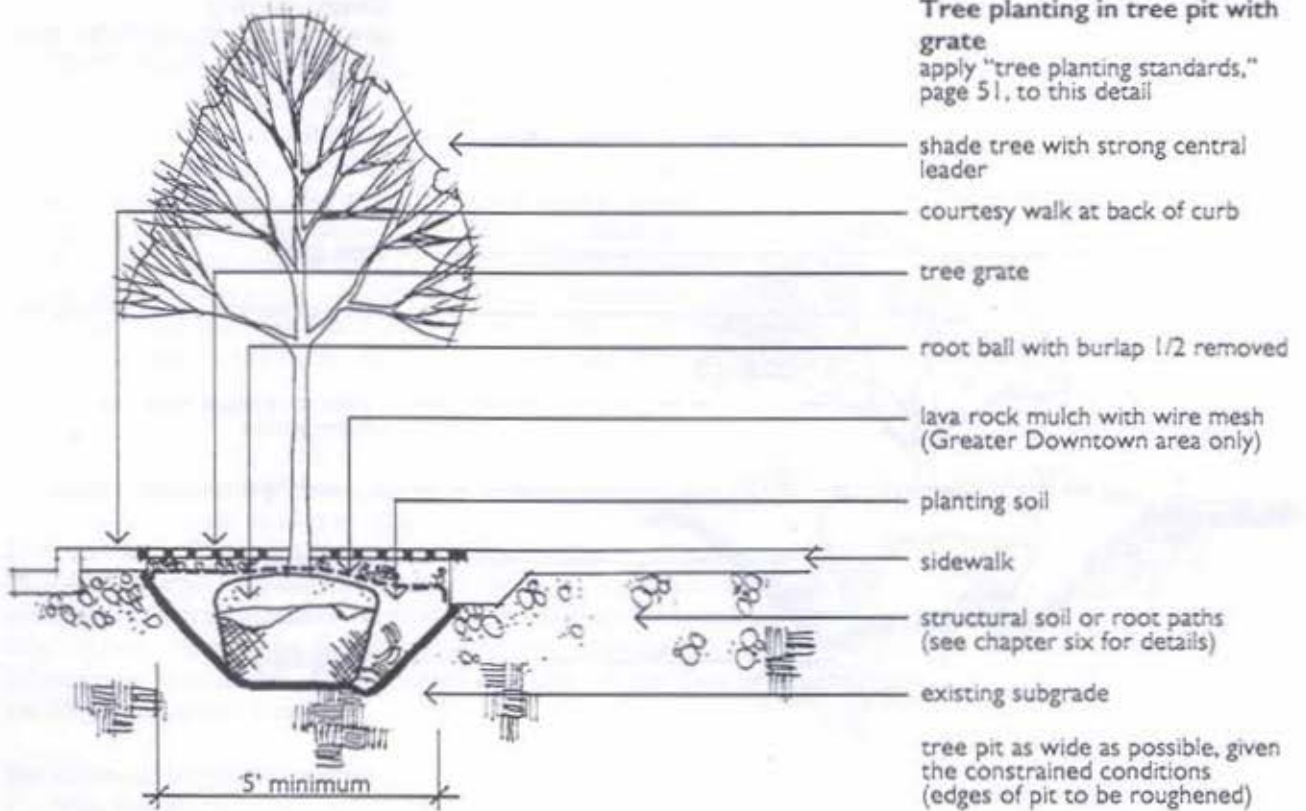 Tree planting in tree pit with
grate
apply "tree planting standards,"
page 51, to this detail
shade tree with strong central
leader
courtesy walk at back of curb
tree grate
root ball with burlap 1/2 removed
lava rock mulch with wire mesh
(Greater Downtown area only)
planting soil
sidewalk
structural soil or root paths
(see chapter six for details)
existing subgrade
tree pit as wide as possible, given
the constrained conditions
(edges of pit to be roughened)
5' minimum